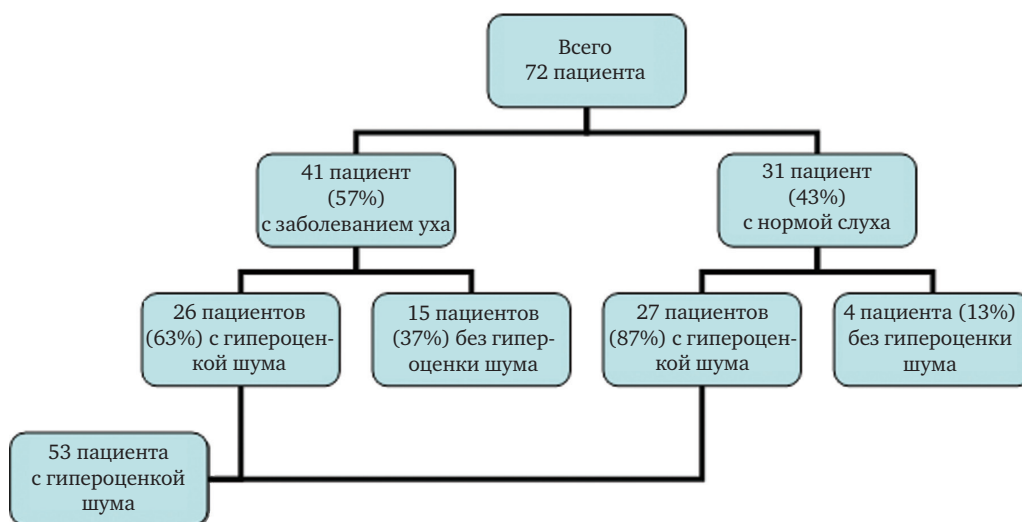 Всего
72 пациента
41 пациент
(57%)
с заболеванием уха
31 пациент
(43%)
с нормой слуха
26 пациентов
(63%) с гипероцен-
кой шума
15 пациентов
(37%) без гипер-
оценки шума
27 пациентов
(87%) с гипероцен-
кой шума
4 пациента (13%)
без гипероценки
шума
53 пациента
с гипероценкой
шума